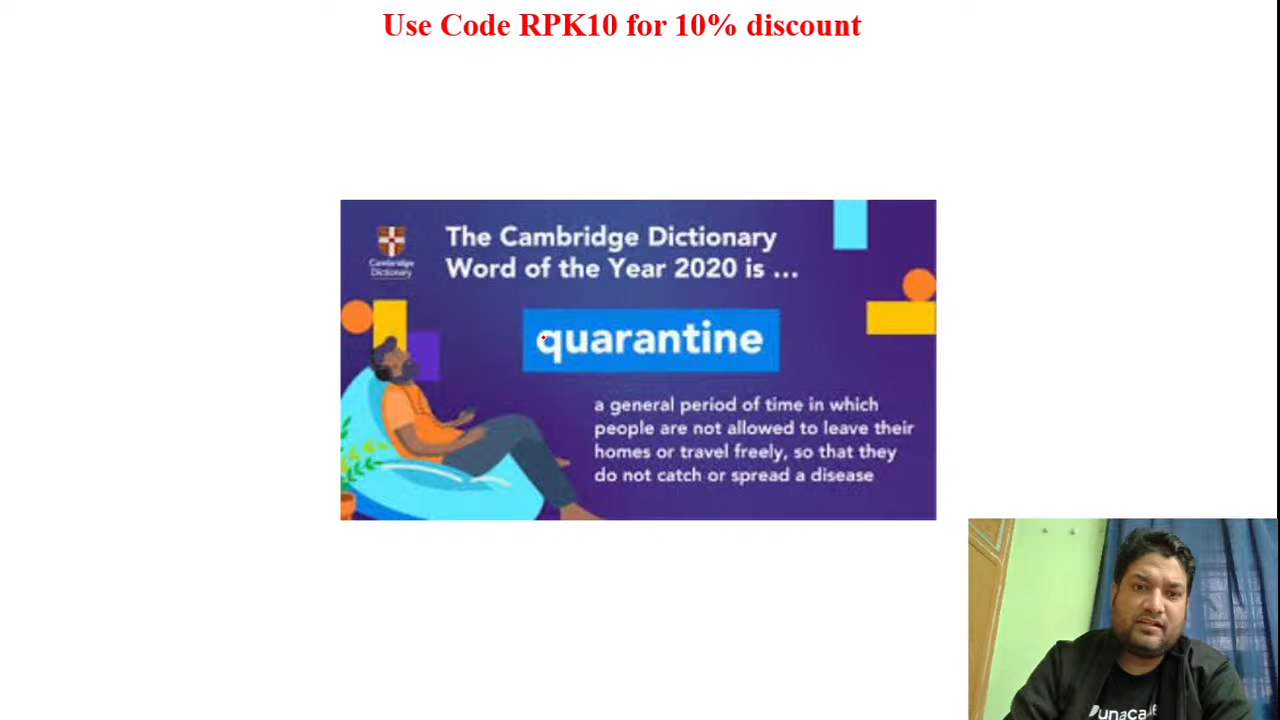 Use Code RPK10 for 10% discount
The Cambridge Dictionary
Word of the Year 2020 is ...
Cambridge
Dictionary
quarantine
a general period of time in which
people are not allowed to leave their
homes or travel freely, so that they
do not catch or spread a disease